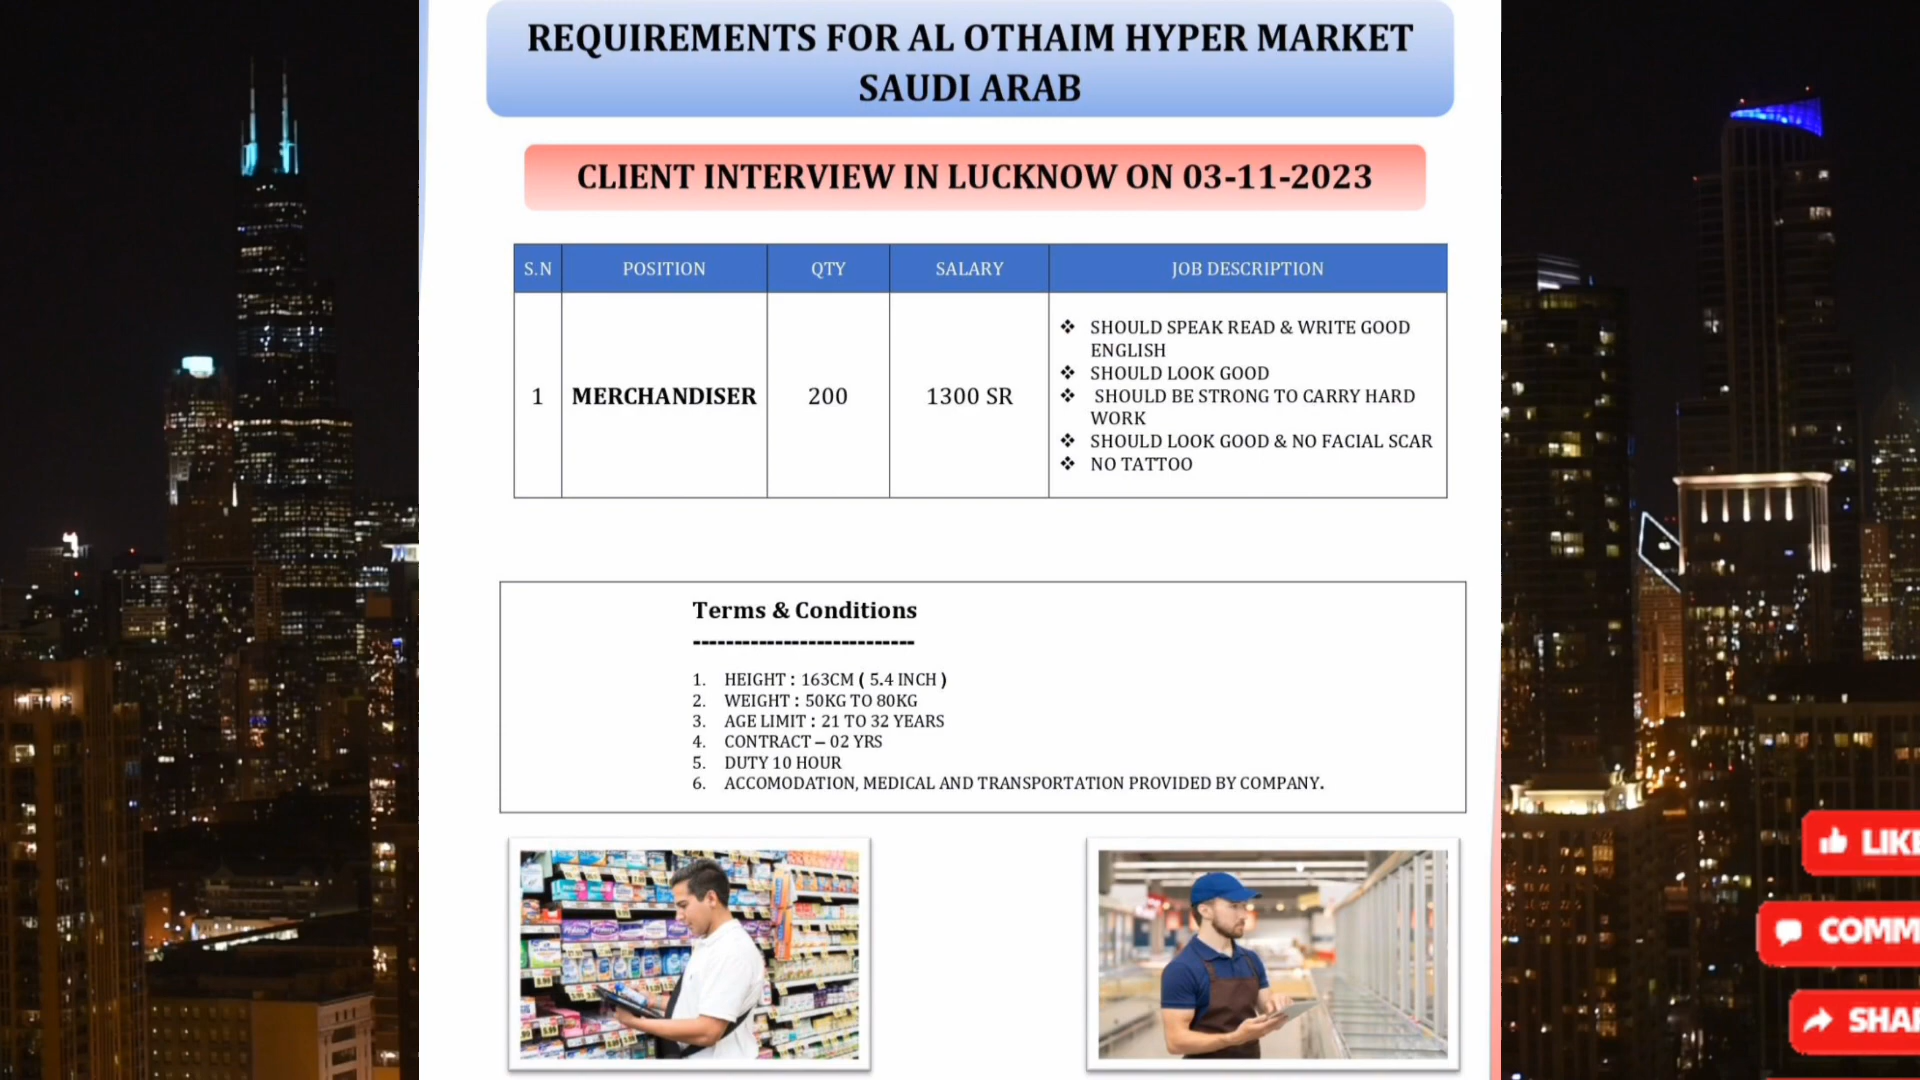 REQUIREMENTS FOR AL OTHAIM HYPER MARKET
SAUDI ARAB
CLIENT INTERVIEW IN LUCKNOW ON 03-11-2023
S.N POSITION QTY SALARY JOB DESCRIPTION
1 MERCHANDISER 200 1300 SR
❖ SHOULD SPEAK READ & WRITE GOOD
ENGLISH
❖ SHOULD LOOK GOOD
❖ SHOULD BE STRONG TO CARRY HARD
WORK
❖ SHOULD LOOK GOOD & NO FACIAL SCAR
❖ NO TATTOO
Terms & Conditions
---------------------------
1. HEIGHT : 163CM ( 5.4 INCH )
2. WEIGHT : 50KG TO 80KG
3. AGE LIMIT : 21 TO 32 YEARS
4. CONTRACT – 02 YRS
5. DUTY 10 HOUR
6. ACCOMODATION, MEDICAL AND TRANSPORTATION PROVIDED BY COMPANY.
LIKE
COMM
SHAR